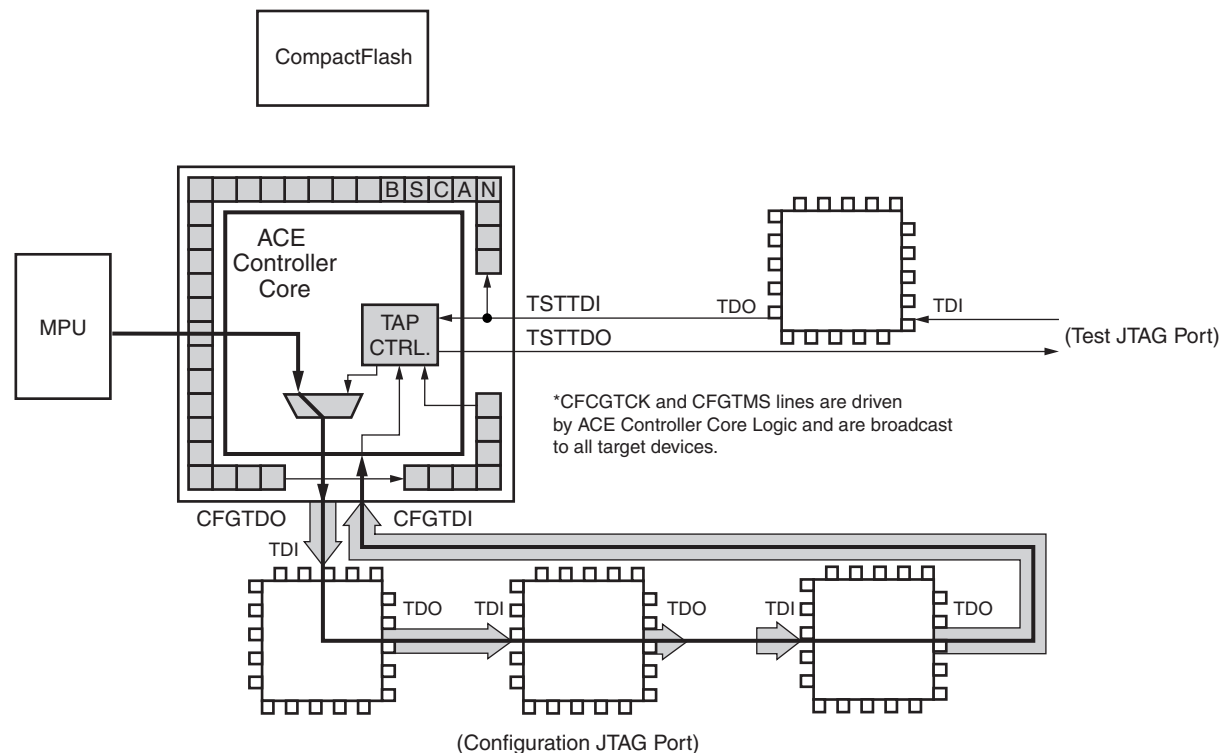 CompactFlash
B S C A N
ACE
Controller
Core
MPU
TAP
CTRL.
TSTTDI
TSTTDO
TDO
TDI
(Test JTAG Port)
*CFCGTCK and CFGTMS lines are driven
by ACE Controller Core Logic and are broadcast
to all target devices.
CFGTDO
CFGTDI
TDI
TDO
TDI
TDO
TDI
TDO
(Configuration JTAG Port)